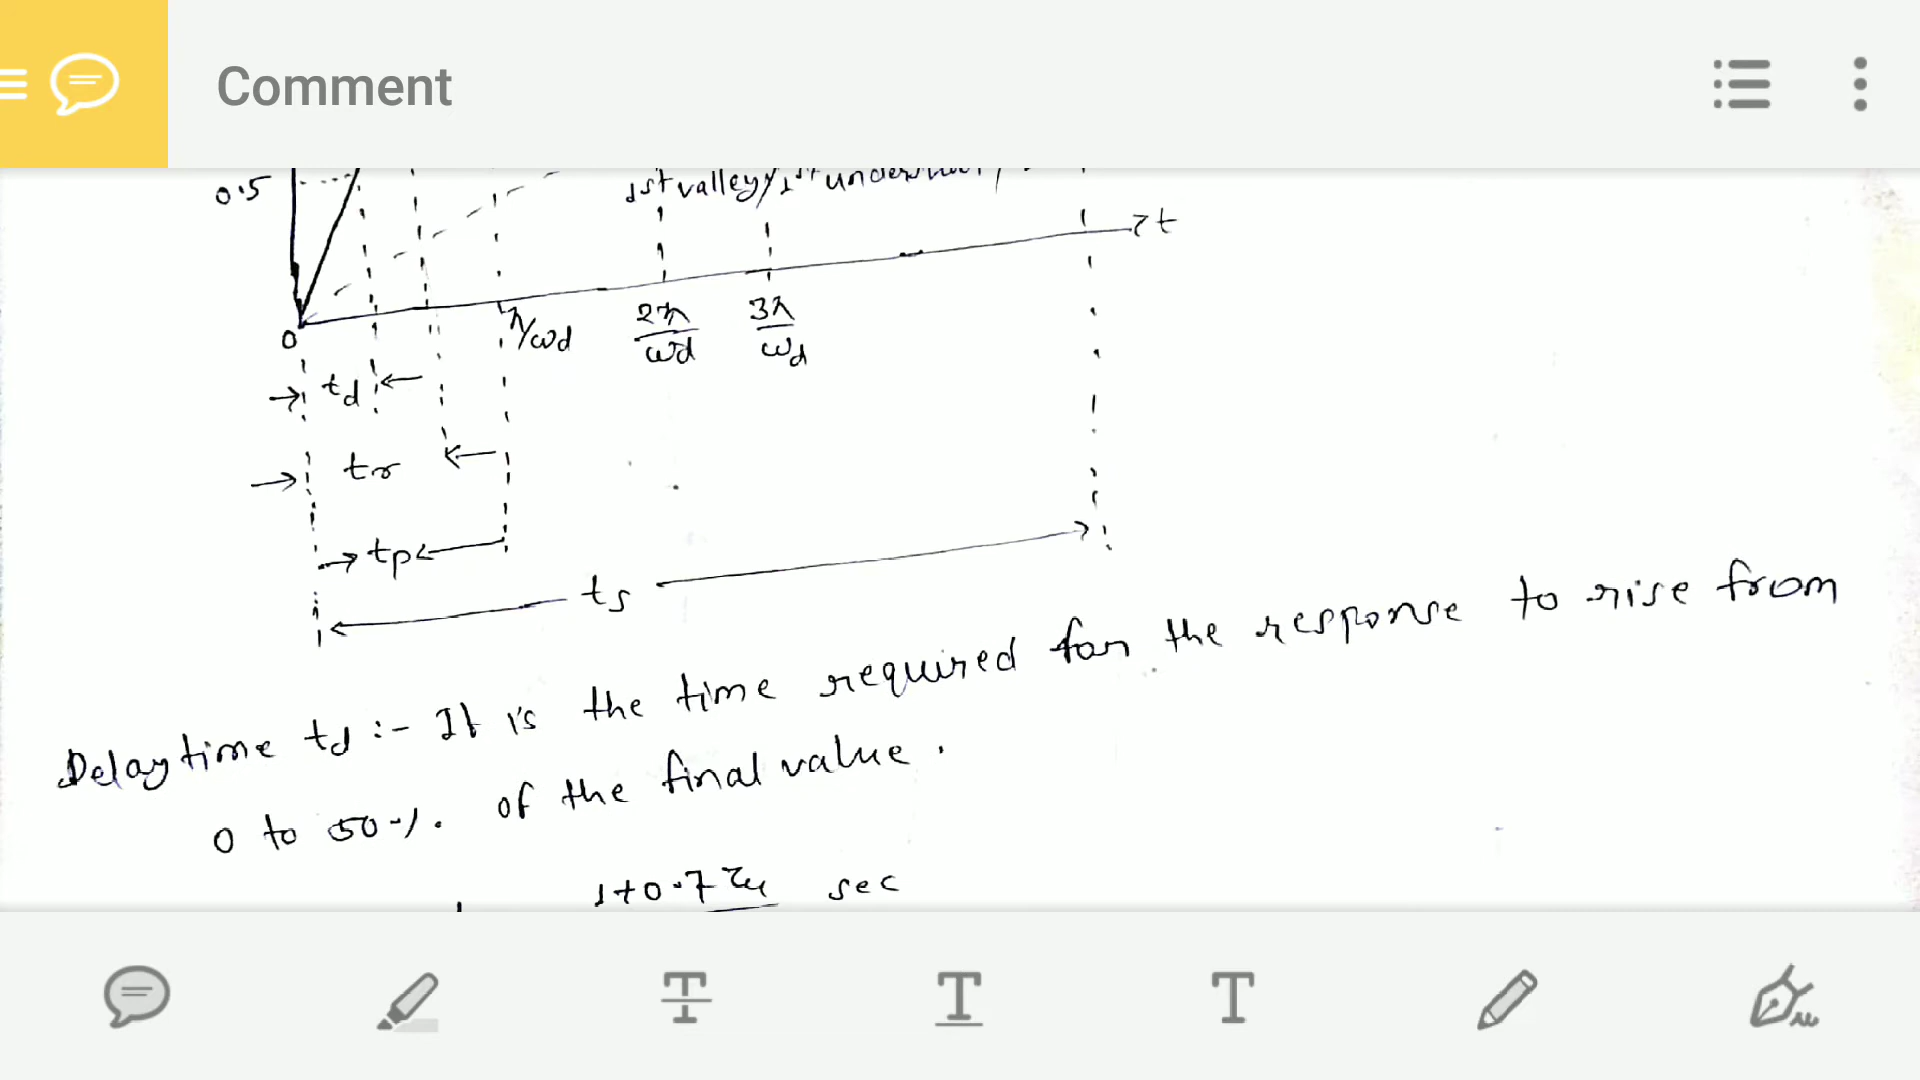 Comment
0.5
1st valley/1st
→t
0
π/ωd
2π/ωd
3π/ωd
td
tr
tp
ts
Delay time td :- It is the time required for the response to rise from
0 to 50%. of the final value.
1+0.7 sec